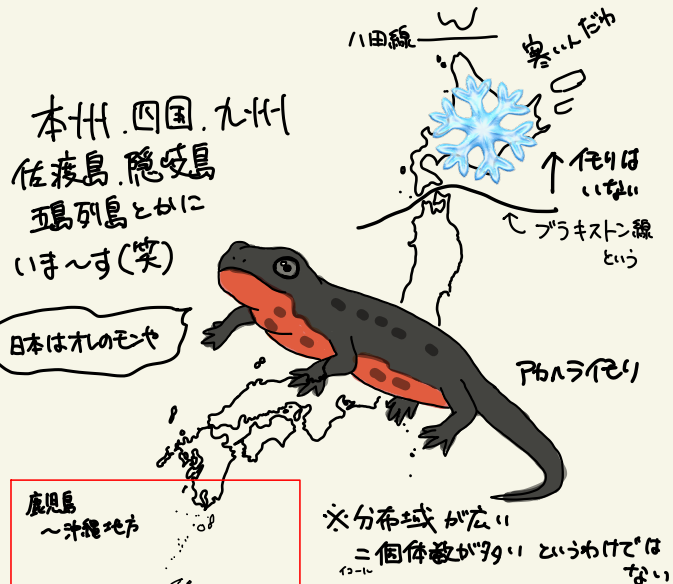 八田線
寒いんだわ
本州.四国.九州
佐渡島.隠岐島
五島列島とかに
いま〜す(笑)
イモリは
いない
ブラキストン線
という
日本はオレのモンや
アカハライモリ
鹿児島
〜沖縄地方
※分布域が広い
=個体数が多いというわけでは
イコール
ない